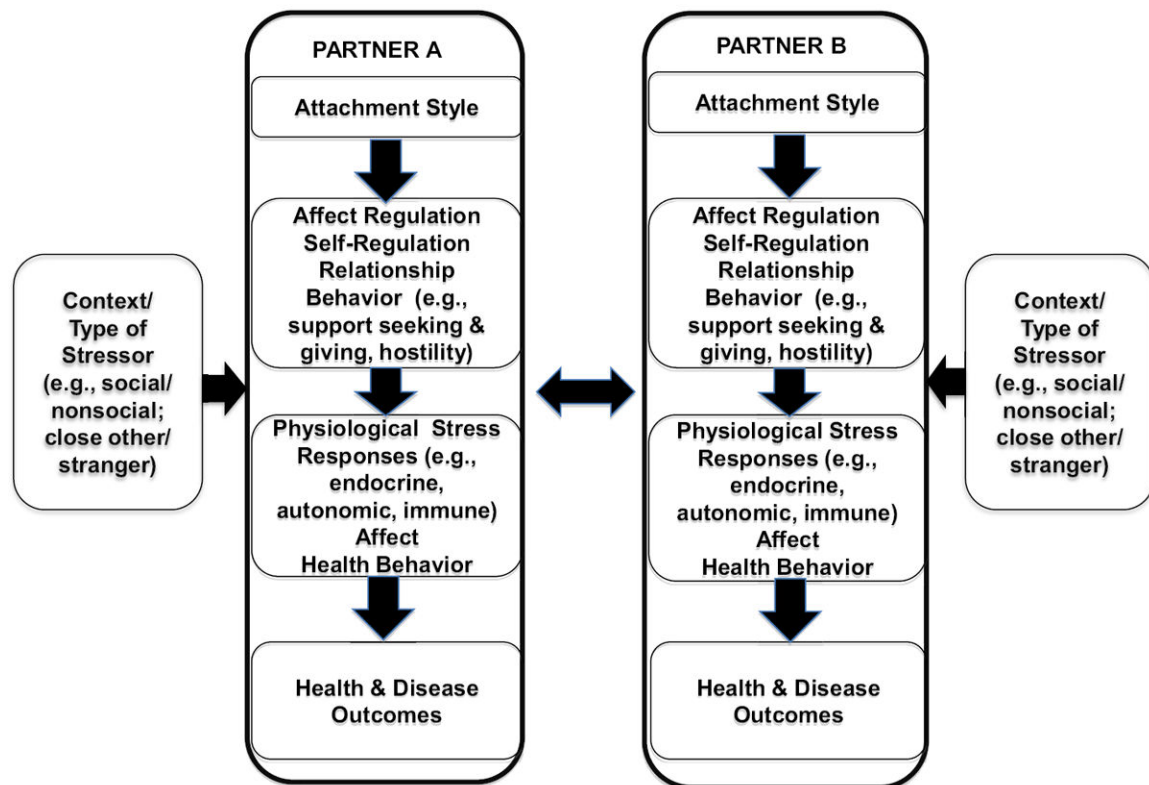 PARTNER A
Attachment Style
Affect Regulation
Self-Regulation
Relationship
Behavior (e.g.,
support seeking &
giving, hostility)
Physiological Stress
Responses (e.g.,
endocrine,
autonomic, immune)
Affect
Health Behavior
Health & Disease
Outcomes
Context/
Type of
Stressor
(e.g., social/
nonsocial;
close other/
stranger)
PARTNER B
Attachment Style
Affect Regulation
Self-Regulation
Relationship
Behavior (e.g.,
support seeking &
giving, hostility)
Physiological Stress
Responses (e.g.,
endocrine,
autonomic, immune)
Affect
Health Behavior
Health & Disease
Outcomes
Context/
Type of
Stressor
(e.g., social/
nonsocial;
close other/
stranger)